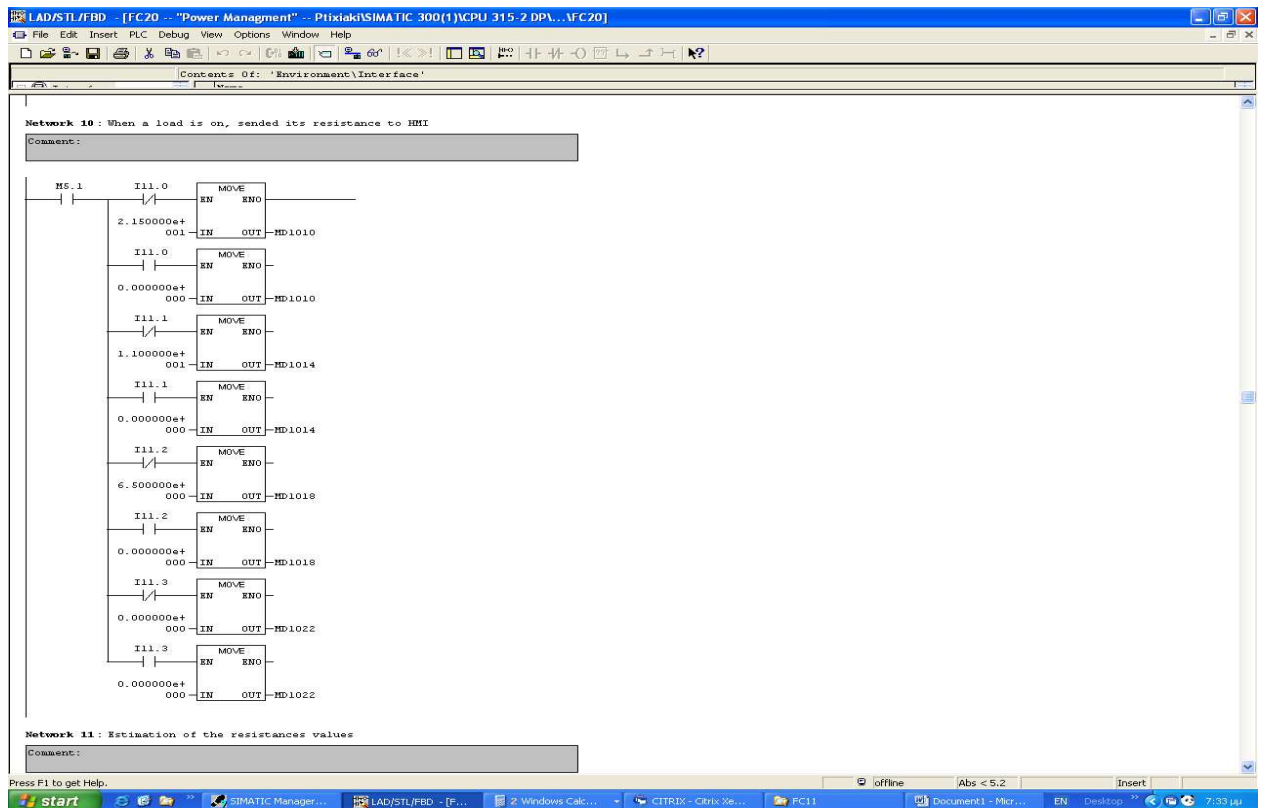 LAD/STL/FBD - [FC20 -- "Power Managment" -- Ptixiaki\SIMATIC 300(1)\CPU 315-2 DP\...\FC20]
File Edit Insert PLC Debug View Options Window Help
Contents Of: 'Environment\Interface'
Network 10 : When a load is on, sended its resistance to HMI
Comment:
M5.1 I11.0 MOVE
EN ENO
2.150000e+
001 IN OUT MD1010
I11.0 MOVE
EN ENO
0.000000e+
000 IN OUT MD1010
I11.1 MOVE
EN ENO
1.100000e+
001 IN OUT MD1014
I11.1 MOVE
EN ENO
0.000000e+
000 IN OUT MD1014
I11.2 MOVE
EN ENO
6.500000e+
000 IN OUT MD1018
I11.2 MOVE
EN ENO
0.000000e+
000 IN OUT MD1018
I11.3 MOVE
EN ENO
0.000000e+
000 IN OUT MD1022
I11.3 MOVE
EN ENO
0.000000e+
000 IN OUT MD1022
Network 11 : Estimation of the resistances values
Comment:
Press F1 to get Help. offline Abs < 5.2 Insert
start SIMATIC Manager... LAD/STL/FBD - [F... 2 Windows Calc... CITRIX - Citrix Xe... FC11 Document1 - Micr... EN Desktop 7:33 μμ